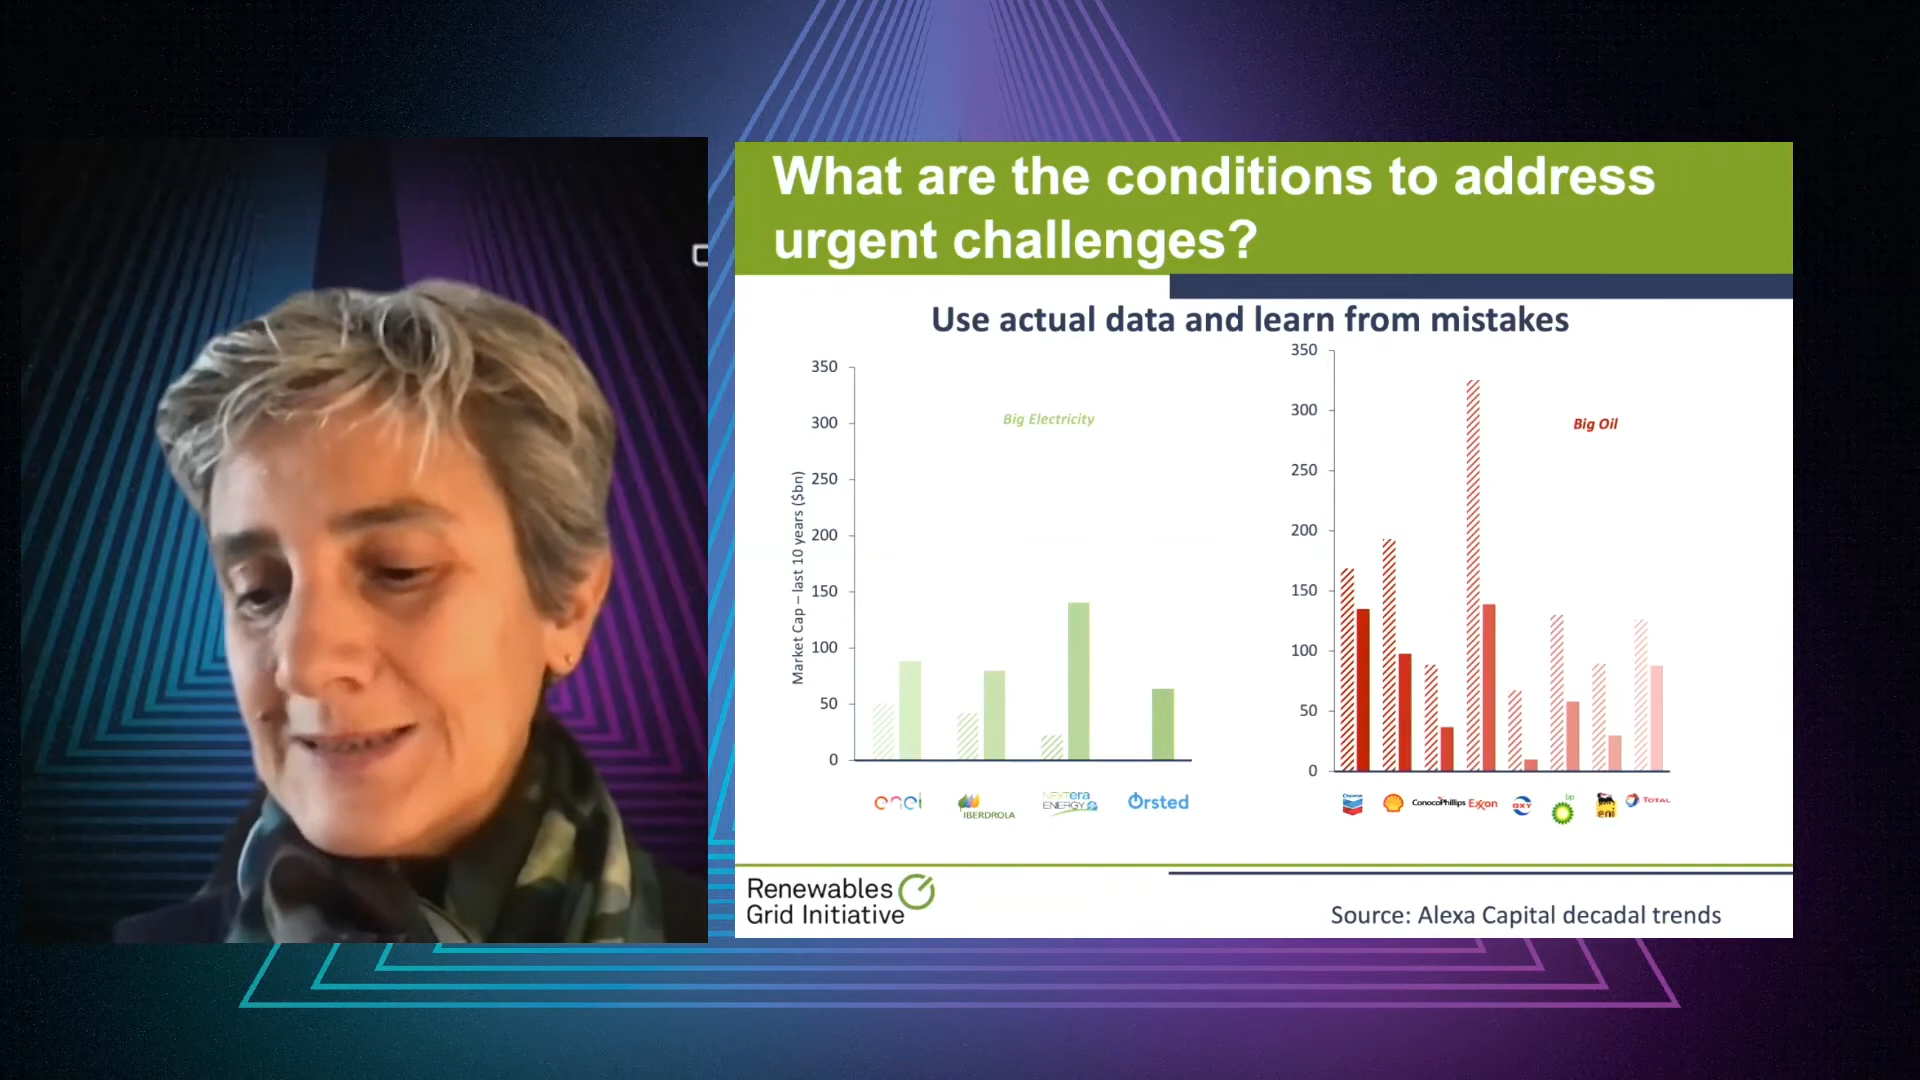 What are the conditions to address
urgent challenges?
Use actual data and learn from mistakes
350
300
250
200
150
100
50
0
Market Cap – last 10 years ($bn)
Big Electricity
enel
IBERDROLA
NEXTera
ENERGY
Ørsted
350
300
250
200
150
100
50
0
Big Oil
Chevron
ConocoPhillips
Exxon
OXY
bp
eni
TOTAL
Renewables
Grid Initiative
Source: Alexa Capital decadal trends